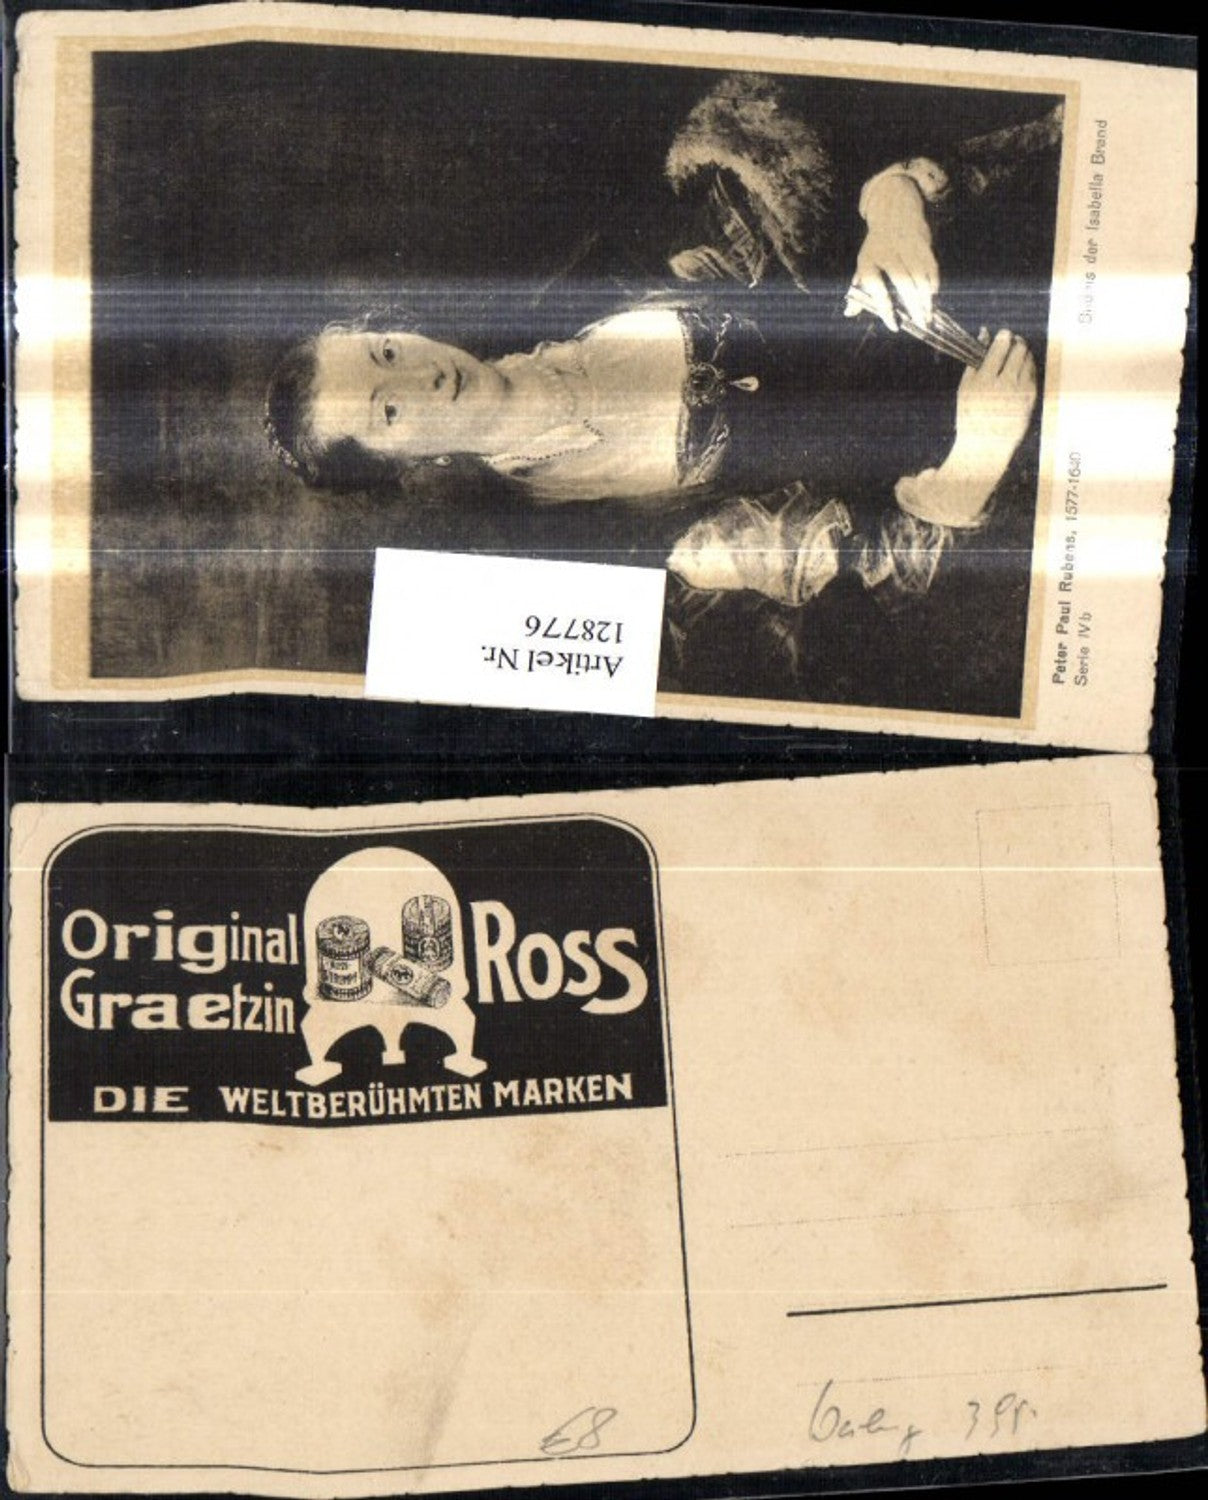 Peter Paul Rubens, 1577-1640
Serie IVb
Bildnis der Isabella Brand
Artikel Nr.
128776
Original
Graetzin
Ross
DIE WELTBERÜHMTEN MARKEN
€8